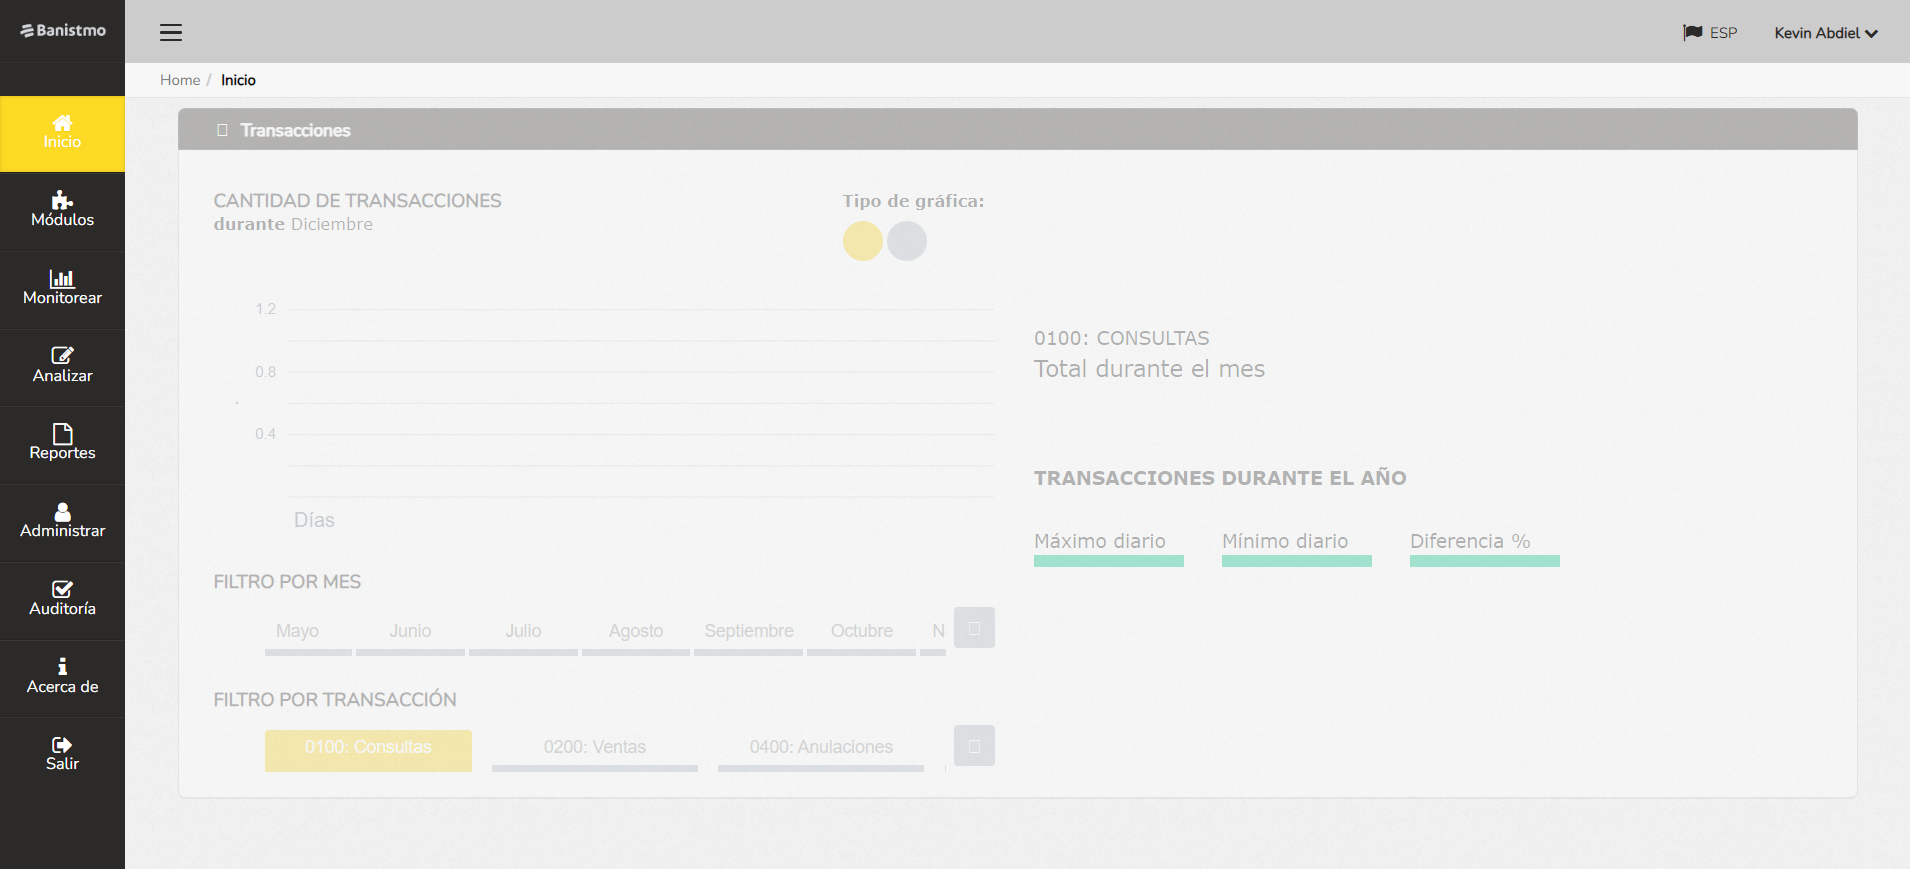 Banistmo
ESP
Kevin Abdiel
Home / Inicio
Inicio
Módulos
Monitorear
Analizar
Reportes
Administrar
Auditoría
Acerca de
Salir
Transacciones
CANTIDAD DE TRANSACCIONES
durante Diciembre
Tipo de gráfica:
1.2
0.8
0.4
Días
FILTRO POR MES
Mayo Junio Julio Agosto Septiembre Octubre N
FILTRO POR TRANSACCIÓN
0100: Consultas 0200: Ventas 0400: Anulaciones
0100: CONSULTAS
Total durante el mes
TRANSACCIONES DURANTE EL AÑO
Máximo diario Mínimo diario Diferencia %